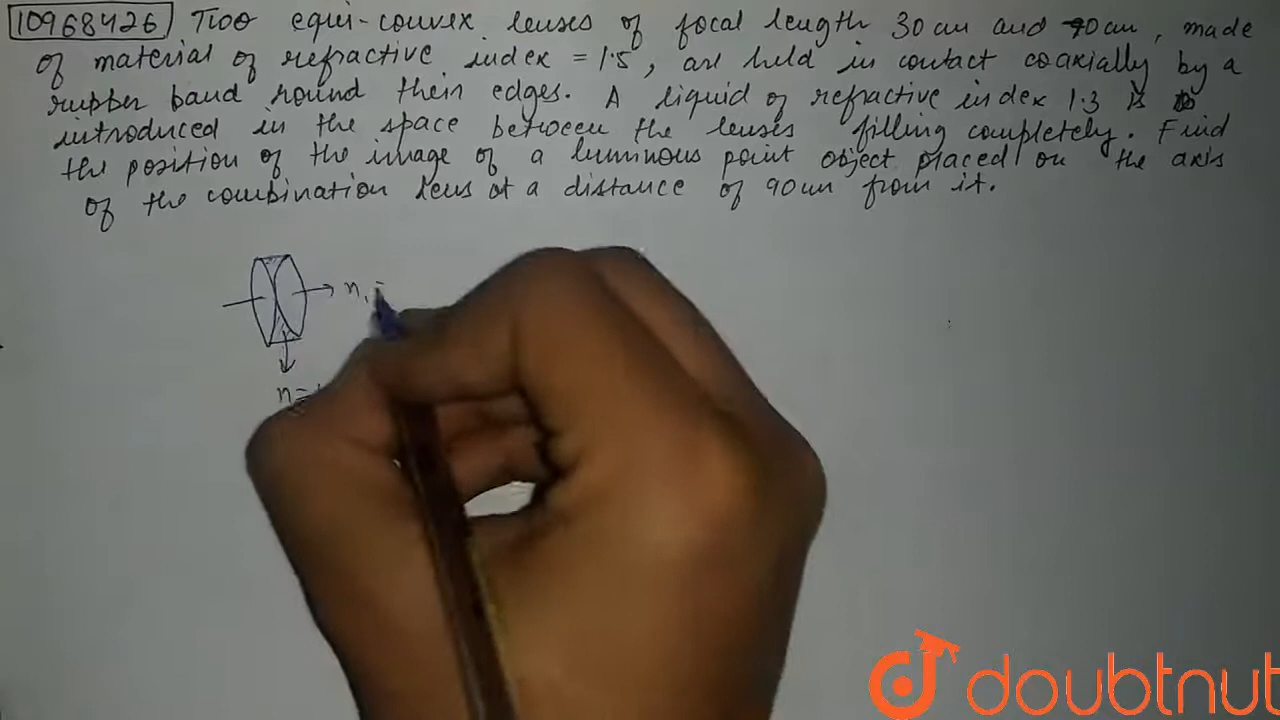 10968426 Two equi-convex lenses of focal length 30 cm and 70 cm, made
of material of refractive index = 1.5, are held in contact coaxially by a
rubber band round their edges. A liquid of refractive index 1.3 is
introduced in the space between the lenses filling completely. Find
the position of the image of a luminous point object placed on the axis
of the combination lens at a distance of 90 cm from it.
n₁ =
n =
doubtnut